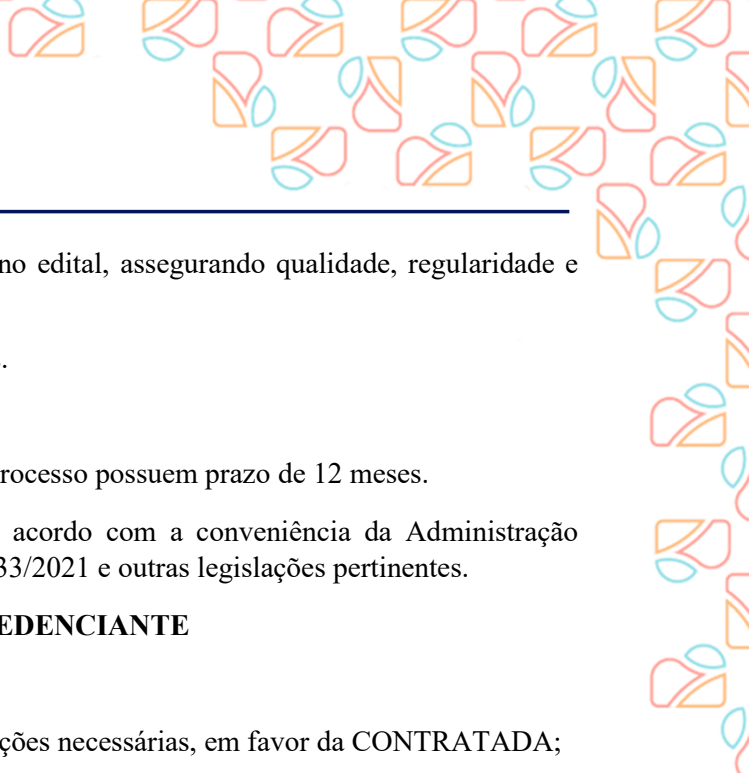 no edital, assegurando qualidade, regularidade e
.
rocesso possuem prazo de 12 meses.
acordo com a conveniência da Administração
33/2021 e outras legislações pertinentes.
EDENCIANTE
ções necessárias, em favor da CONTRATADA;